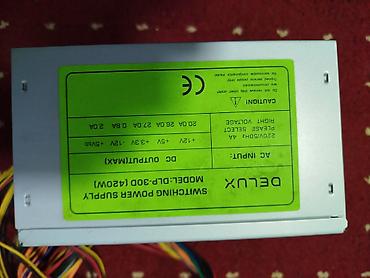 DELUX
SWITCHING POWER SUPPLY
MODEL:DLP-30D (420W)
AC INPUT:
DC OUTPUT(MAX)
220V/50Hz, 4A
PLEASE SELECT
RIGHT VOLTAGE
+12V +5V +3.3V -12V +5Vsb
20.0A 26.0A 27.0A 0.8A 2.0A
CAUTION!
CE